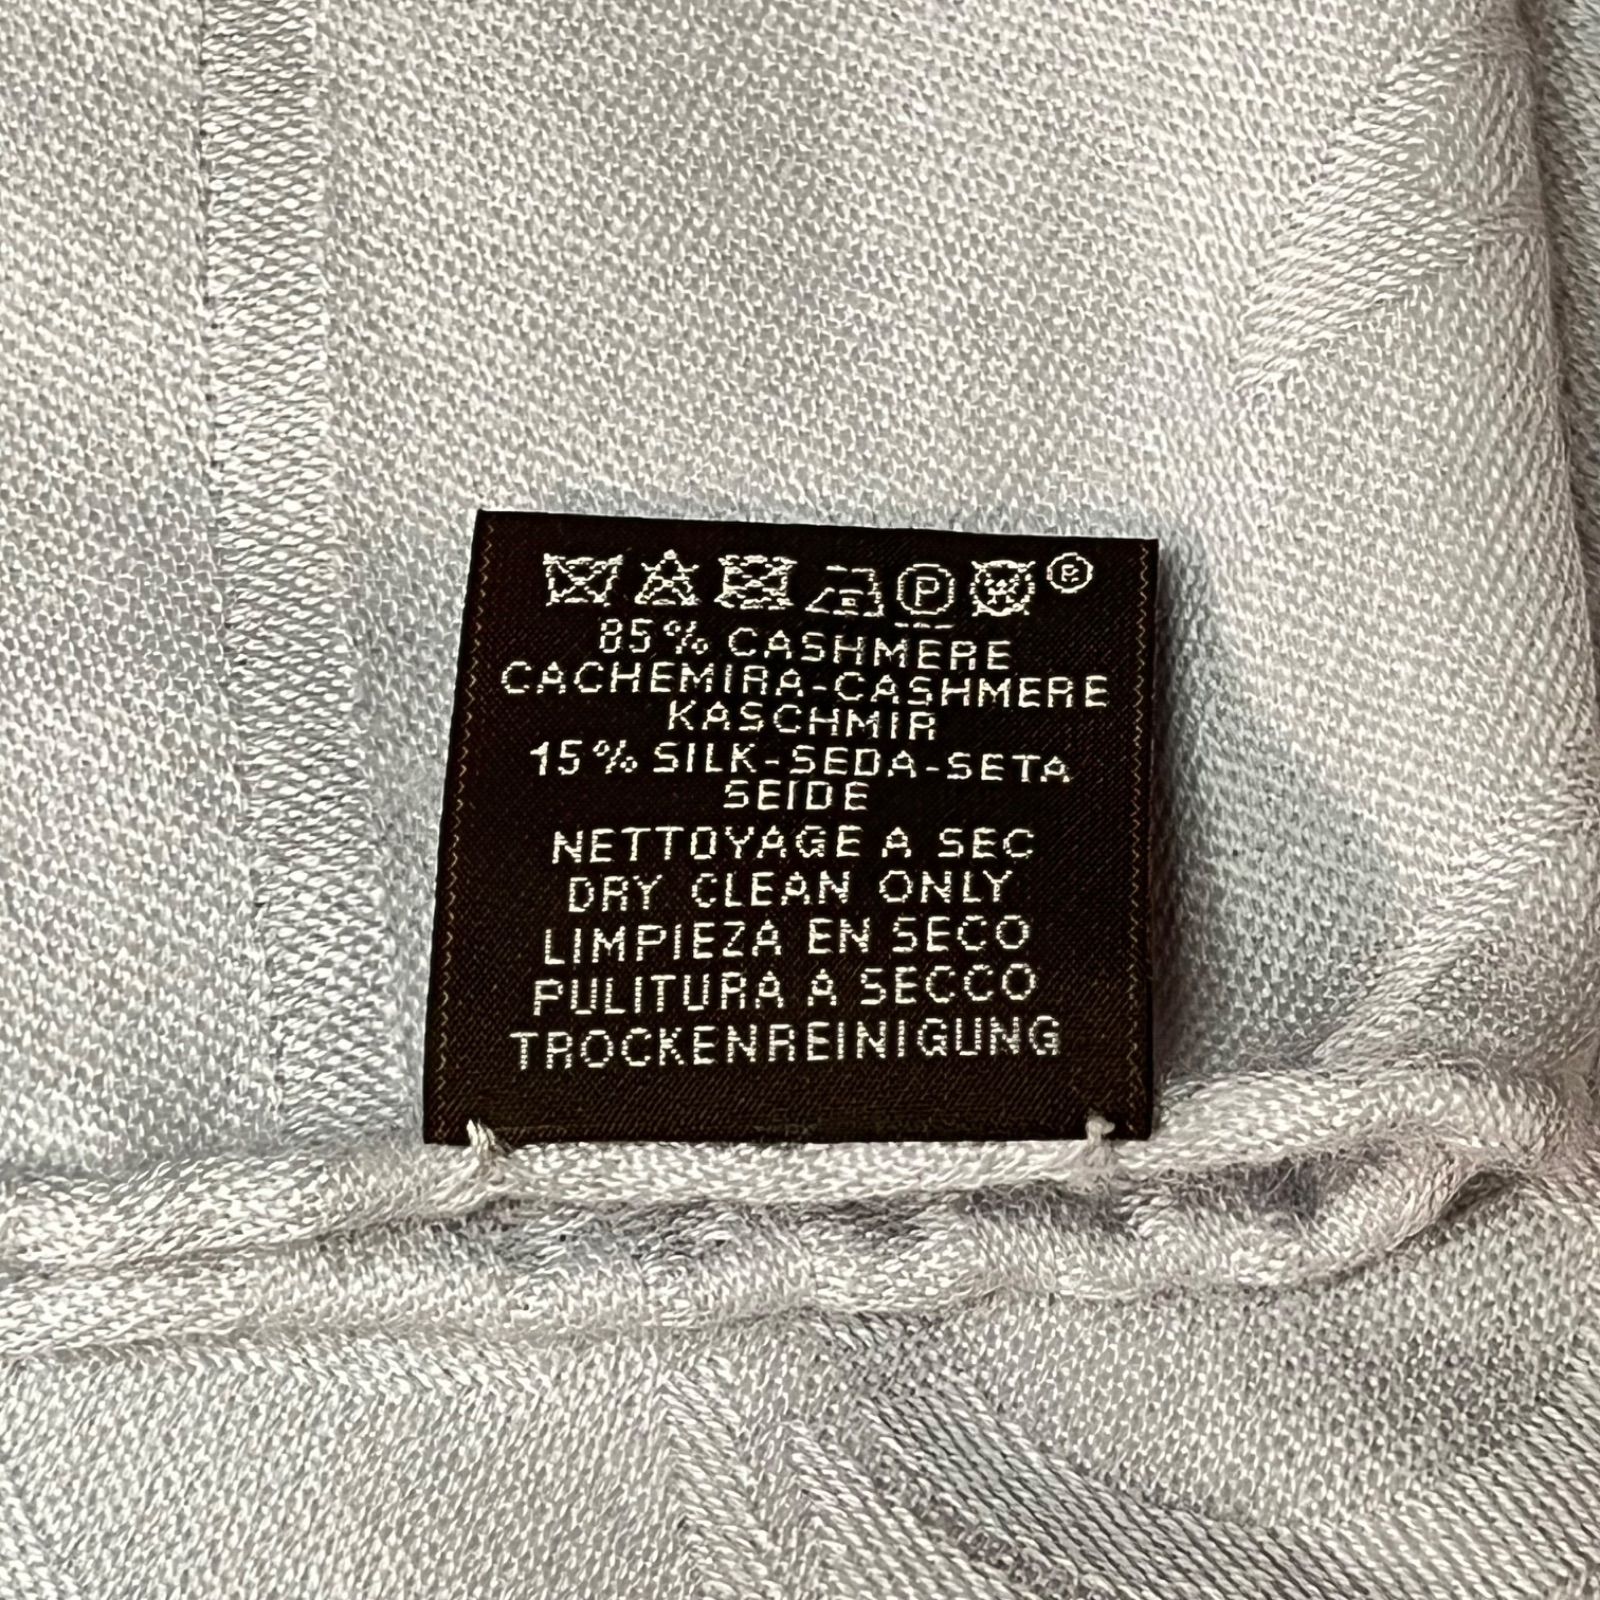 P W ®
85% CASHMERE
CACHEMIRA-CASHMERE
KASCHMIR
15% SILK-SEDA-SETA
SEIDE
NETTOYAGE A SEC
DRY CLEAN ONLY
LIMPIEZA EN SECO
PULITURA A SECCO
TROCKENREINIGUNG